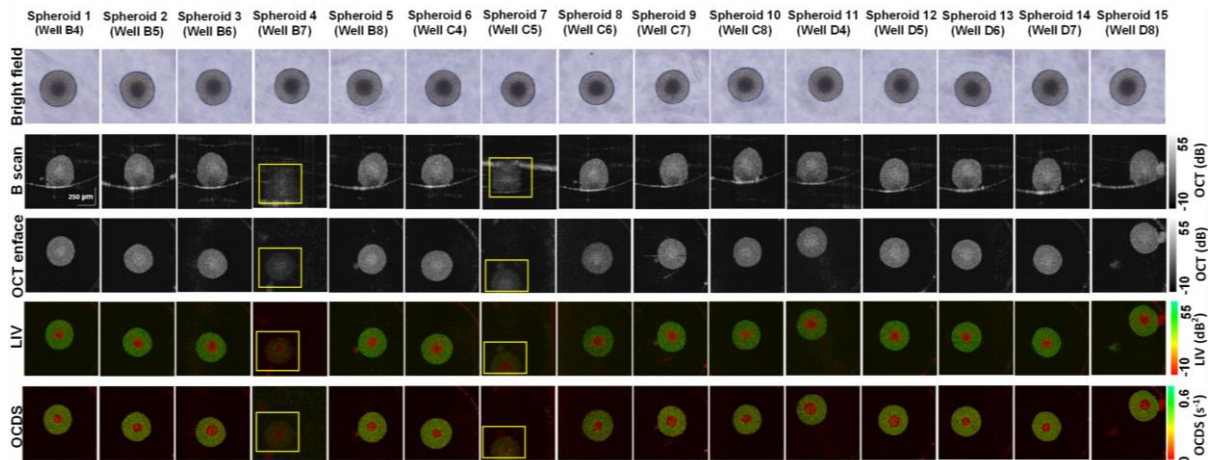 Spheroid 1 Spheroid 2 Spheroid 3 Spheroid 4 Spheroid 5 Spheroid 6 Spheroid 7 Spheroid 8 Spheroid 9 Spheroid 10 Spheroid 11 Spheroid 12 Spheroid 13 Spheroid 14 Spheroid 15
(Well B4) (Well B5) (Well B6) (Well B7) (Well B8) (Well C4) (Well C5) (Well C6) (Well C7) (Well C8) (Well D4) (Well D5) (Well D6) (Well D7) (Well D8)
Bright field
B scan
250 µm
55
-10
OCT (dB)
OCT enface
55
-10
OCT (dB)
LIV
55
-10
LIV (dB²)
OCDS
0.6
0
OCDS (s⁻¹)